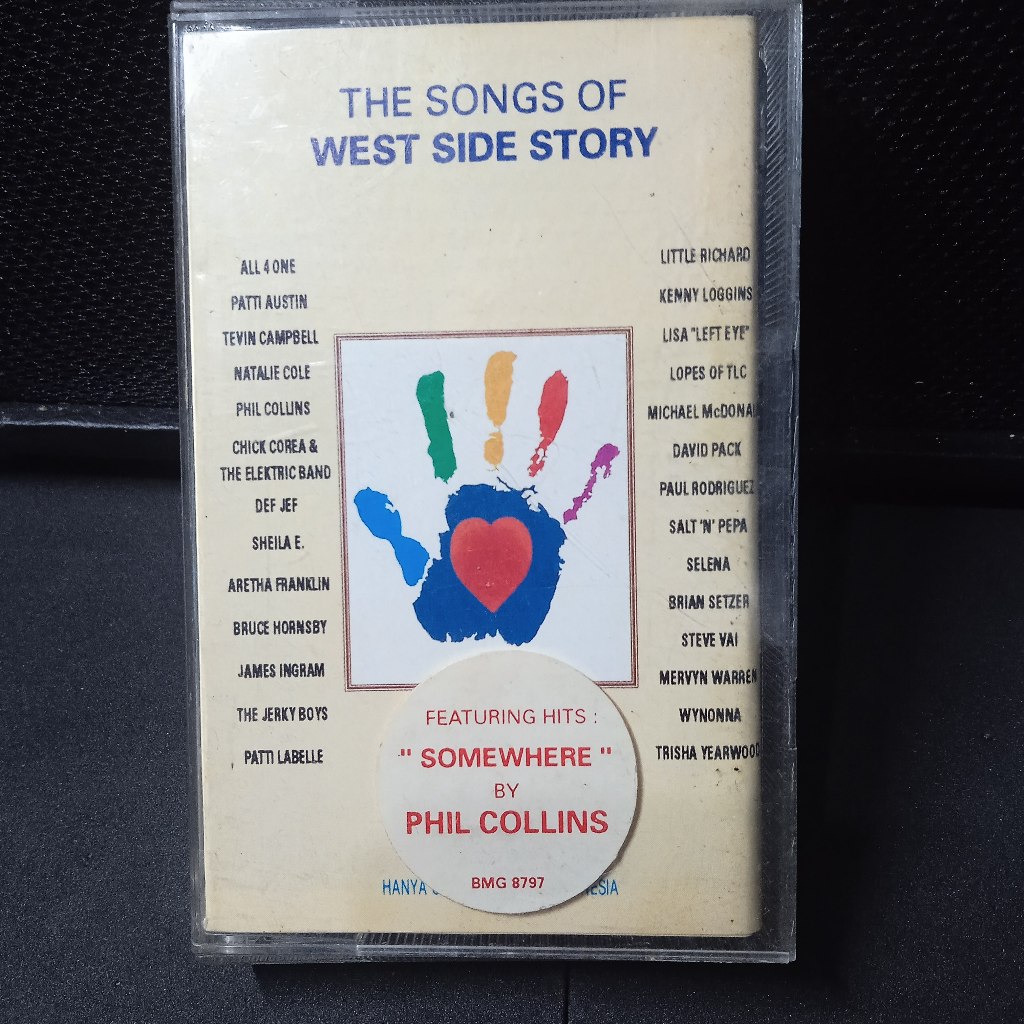 THE SONGS OF
WEST SIDE STORY
ALL 4 ONE
PATTI AUSTIN
TEVIN CAMPBELL
NATALIE COLE
PHIL COLLINS
CHICK COREA &
THE ELEKTRIC BAND
DEF JEF
SHEILA E.
ARETHA FRANKLIN
BRUCE HORNSBY
JAMES INGRAM
THE JERKY BOYS
PATTI LABELLE
LITTLE RICHARD
KENNY LOGGINS
LISA "LEFT EYE"
LOPES OF TLC
MICHAEL McDONA
DAVID PACK
PAUL RODRIGUEZ
SALT 'N' PEPA
SELENA
BRIAN SETZER
STEVE VAI
MERVYN WARREN
WYNONNA
TRISHA YEARWOOD
FEATURING HITS :
" SOMEWHERE "
BY
PHIL COLLINS
BMG 8797
HANYA